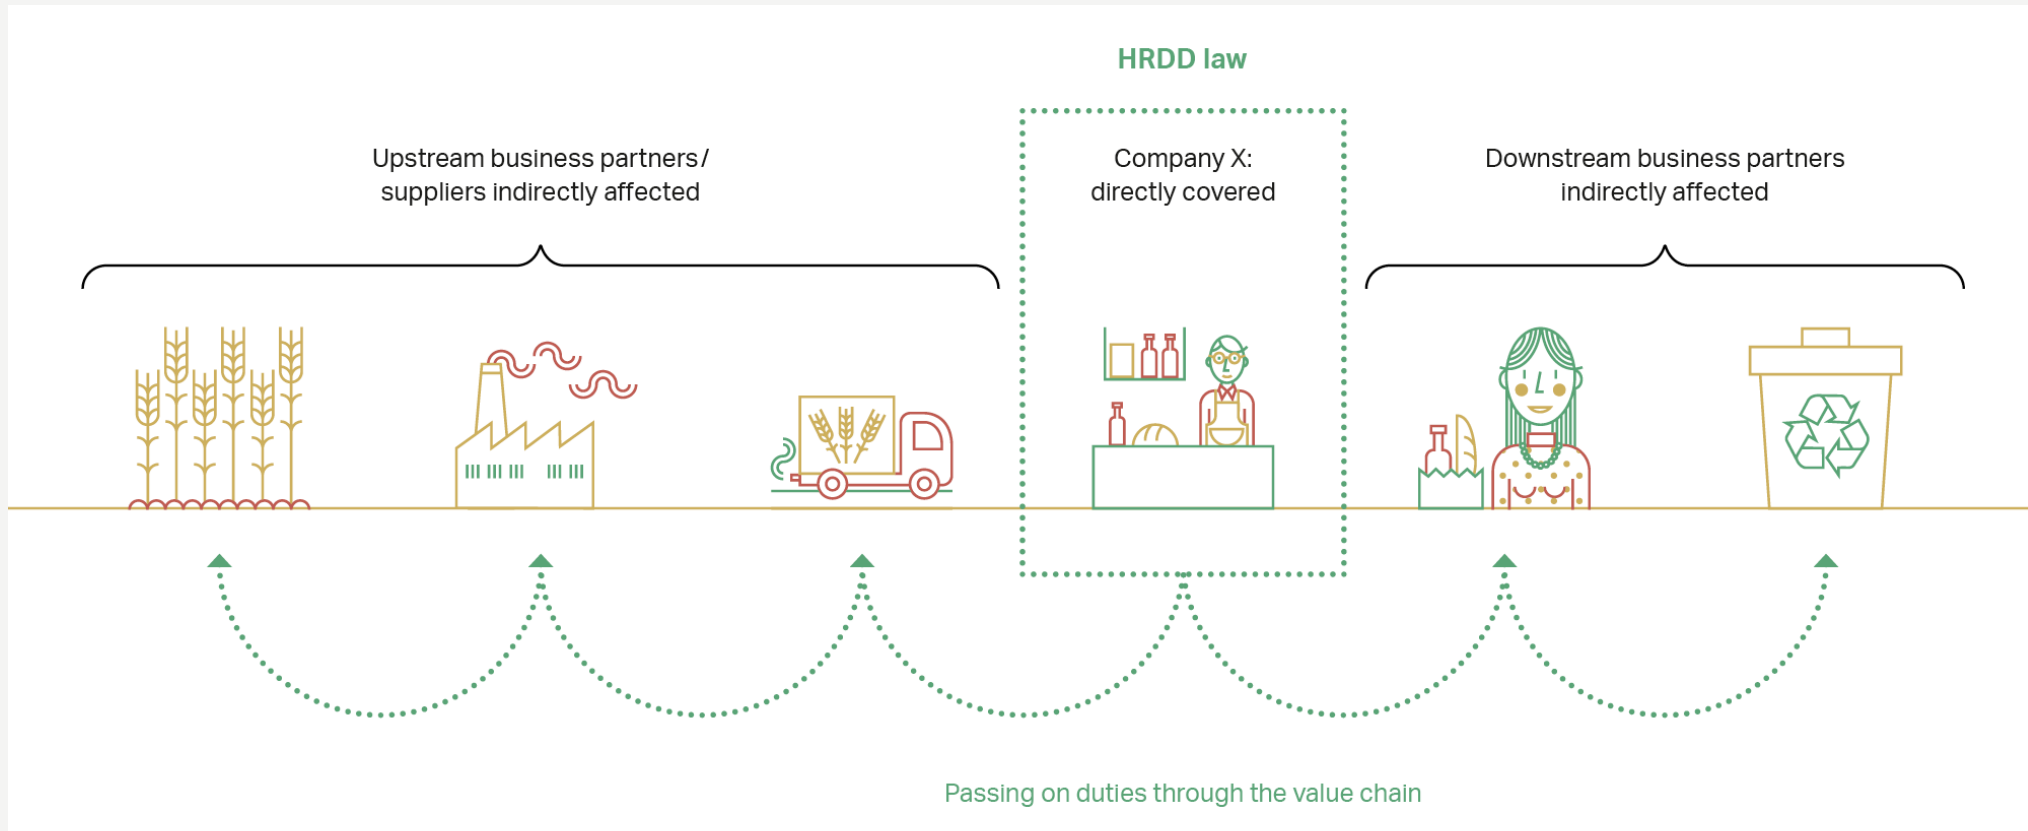 HRDD law
Upstream business partners/
suppliers indirectly affected
Company X:
directly covered
Downstream business partners
indirectly affected
Passing on duties through the value chain